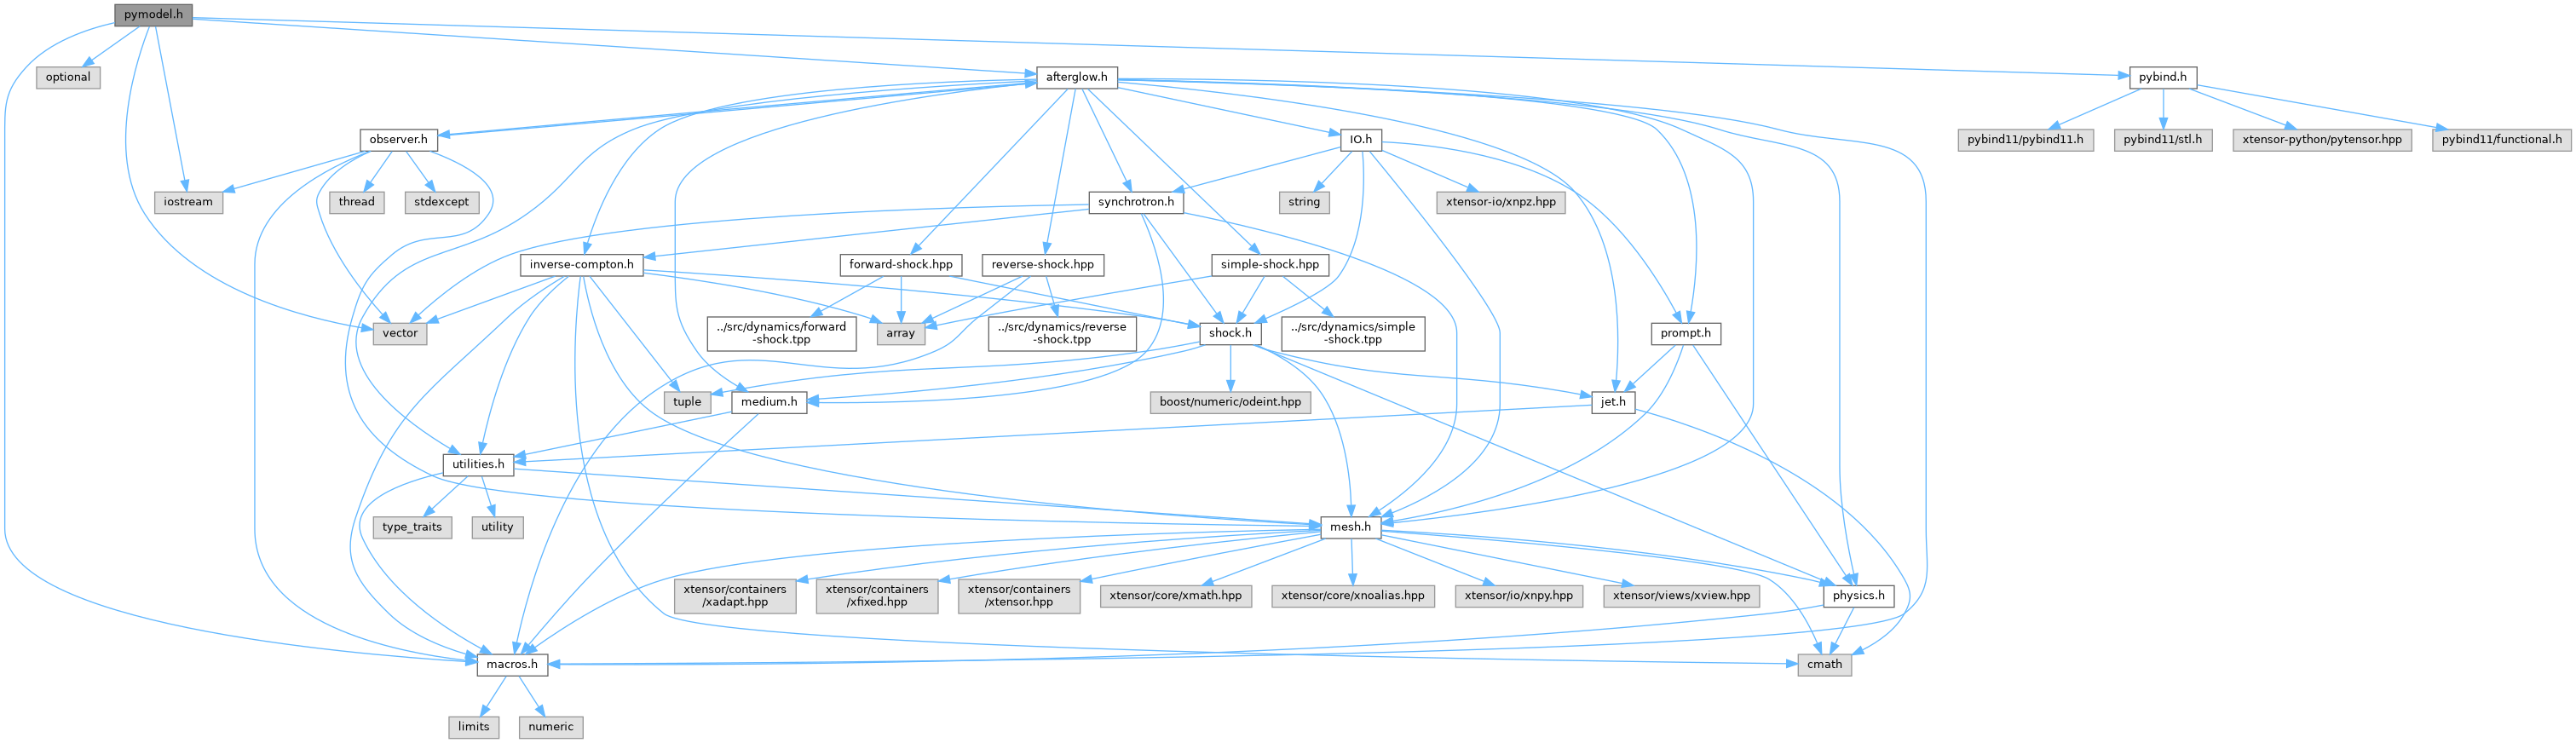 pymodel.h
optional
afterglow.h
pybind.h
observer.h
IO.h
pybind11/pybind11.h
pybind11/stl.h
xtensor-python/pytensor.hpp
pybind11/functional.h
iostream
thread
stdexcept
synchrotron.h
string
xtensor-io/xnpz.hpp
inverse-compton.h
forward-shock.hpp
reverse-shock.hpp
simple-shock.hpp
vector
../src/dynamics/forward
-shock.tpp
array
../src/dynamics/reverse
-shock.tpp
shock.h
../src/dynamics/simple
-shock.tpp
prompt.h
tuple
medium.h
boost/numeric/odeint.hpp
jet.h
utilities.h
type_traits
utility
mesh.h
xtensor/containers
/xadapt.hpp
xtensor/containers
/xfixed.hpp
xtensor/containers
/xtensor.hpp
xtensor/core/xmath.hpp
xtensor/core/xnoalias.hpp
xtensor/io/xnpy.hpp
xtensor/views/xview.hpp
physics.h
macros.h
cmath
limits
numeric